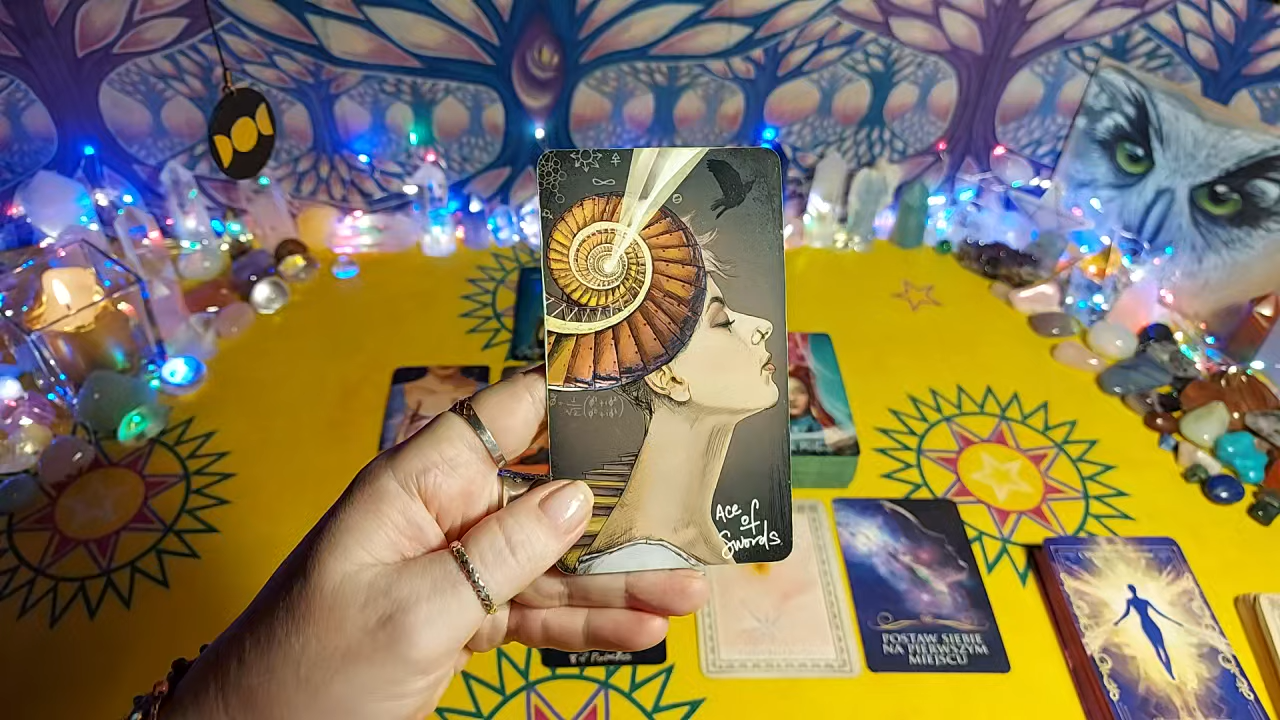 Ace
of
Swords
POSTAW SIEBIE
NA PIERWSZYM
MIEJSCU